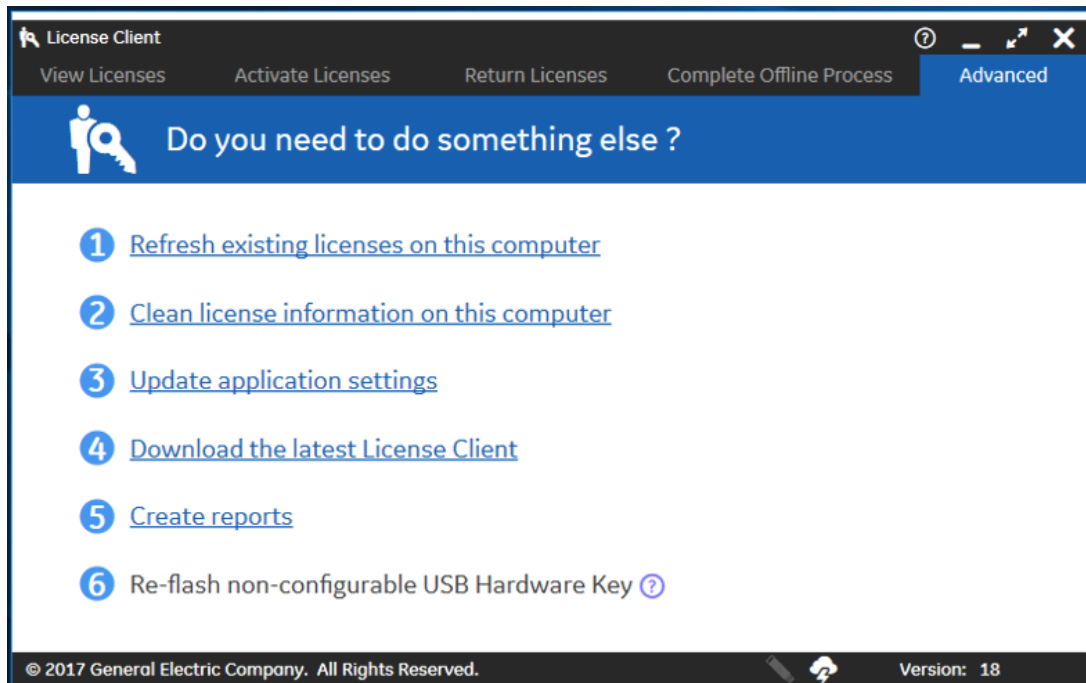 License Client
View Licenses Activate Licenses Return Licenses Complete Offline Process Advanced
Do you need to do something else ?
1 Refresh existing licenses on this computer
2 Clean license information on this computer
3 Update application settings
4 Download the latest License Client
5 Create reports
6 Re-flash non-configurable USB Hardware Key ?
© 2017 General Electric Company. All Rights Reserved. Version: 18